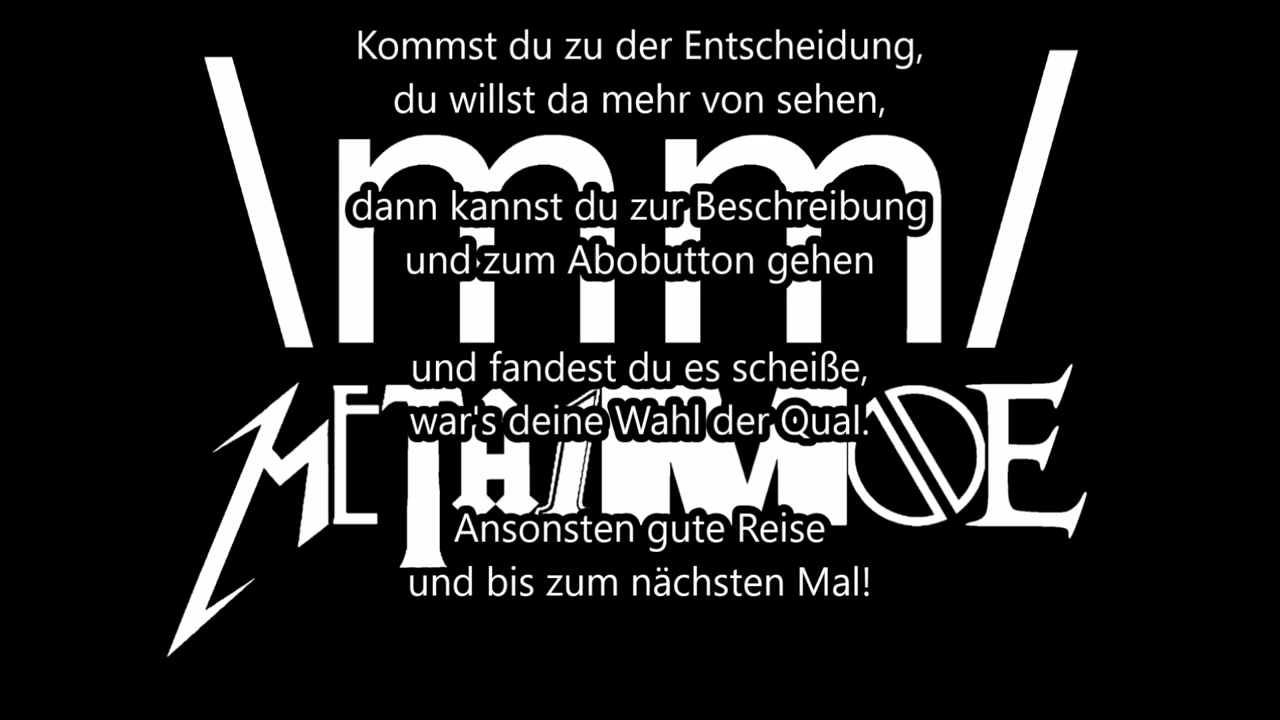 Kommst du zu der Entscheidung,
du willst da mehr von sehen,
\mm/
dann kannst du zur Beschreibung
und zum Abobutton gehen
und fandest du es scheiße,
war's deine Wahl der Qual!
Ansonsten gute Reise
und bis zum nächsten Mal!